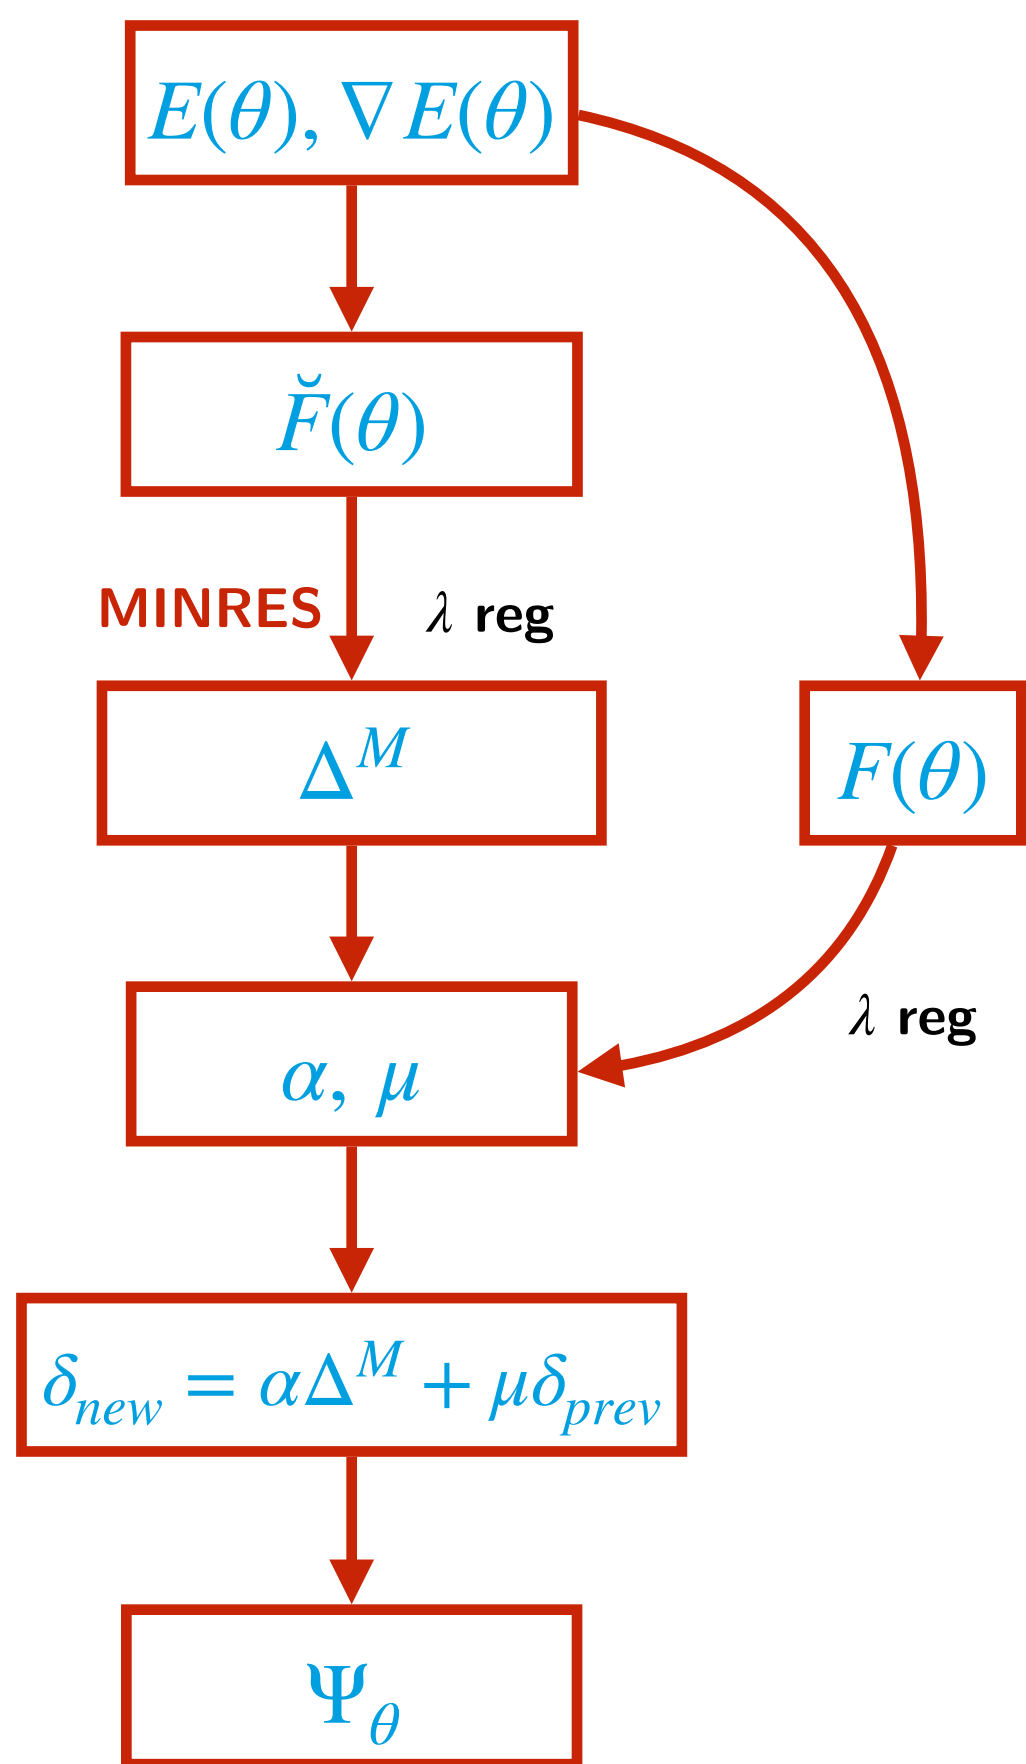 E(θ), ∇E(θ)
F̆(θ)
MINRES λ reg
Δ^M
F(θ)
λ reg
α, μ
δ_new = αΔ^M + μδ_prev
Ψ_θ